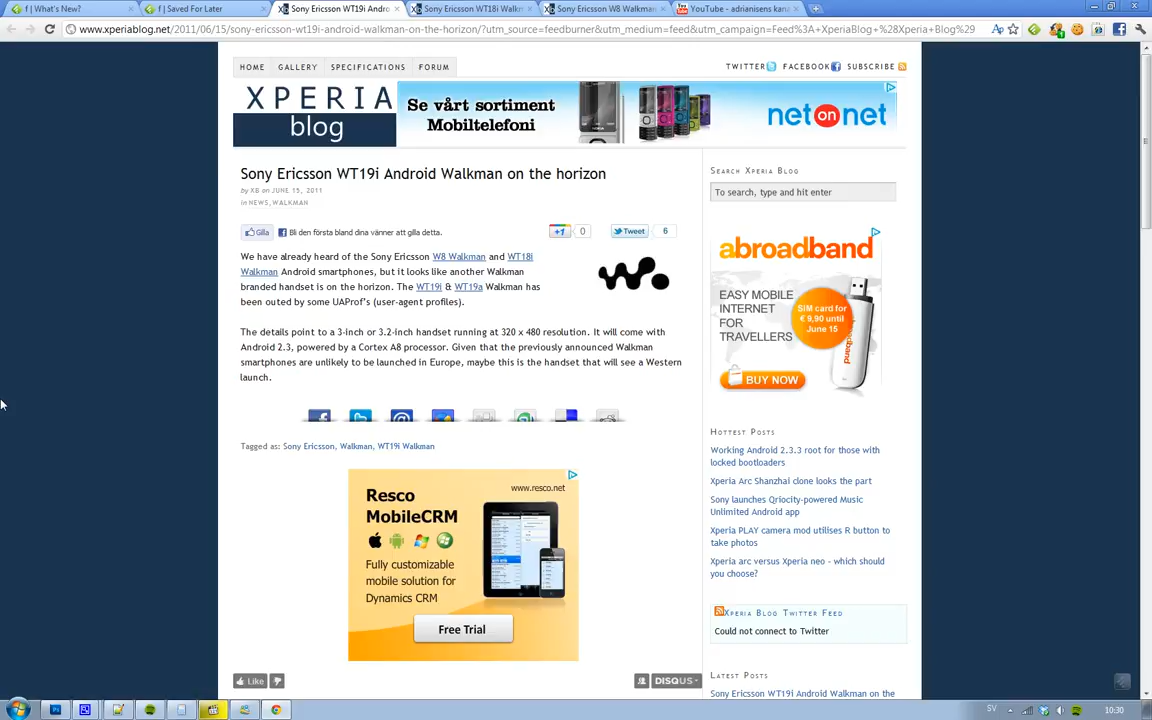 f | What's New?
f | Saved For Later
Sony Ericsson WT19i Andro
Sony Ericsson WT18i Walkm
Sony Ericsson W8 Walkman
YouTube - adrianisens kan
www.xperiablog.net/2011/06/15/sony-ericsson-wt19i-android-walkman-on-the-horizon/?utm_source=feedburner&utm_medium=feed&utm_campaign=Feed%3A+XperiaBlog+%28Xperia+Blog%29
HOME GALLERY SPECIFICATIONS FORUM
TWITTER FACEBOOK SUBSCRIBE
XPERIA
blog
Se vårt sortiment
Mobiltelefoni
net on net
Sony Ericsson WT19i Android Walkman on the horizon
by XB on JUNE 15, 2011
in NEWS, WALKMAN
Gilla Bli den första bland dina vänner att gilla detta.
+1 0 Tweet 6
We have already heard of the Sony Ericsson W8 Walkman and WT18i
Walkman Android smartphones, but it looks like another Walkman
branded handset is on the horizon. The WT19i & WT19a Walkman has
been outed by some UAProf's (user-agent profiles).
The details point to a 3-inch or 3.2-inch handset running at 320 x 480 resolution. It will come with
Android 2.3, powered by a Cortex A8 processor. Given that the previously announced Walkman
smartphones are unlikely to be launched in Europe, maybe this is the handset that will see a Western
launch.
Tagged as: Sony Ericsson, Walkman, WT19i Walkman
Resco
MobileCRM
www.resco.net
Fully customizable
mobile solution for
Dynamics CRM
Free Trial
Like
DISQUS
Search Xperia Blog
To search, type and hit enter
abroadband
EASY MOBILE
INTERNET
FOR
TRAVELLERS
SIM card for
€ 9,90 until
June 15
abroadband
BUY NOW
Hottest Posts
Working Android 2.3.3 root for those with
locked bootloaders
Xperia Arc Shanzhai clone looks the part
Sony launches Qriocity-powered Music
Unlimited Android app
Xperia PLAY camera mod utilises R button to
take photos
Xperia arc versus Xperia neo - which should
you choose?
Xperia Blog Twitter Feed
Could not connect to Twitter
Latest Posts
Sony Ericsson WT19i Android Walkman on the
SV
10:30